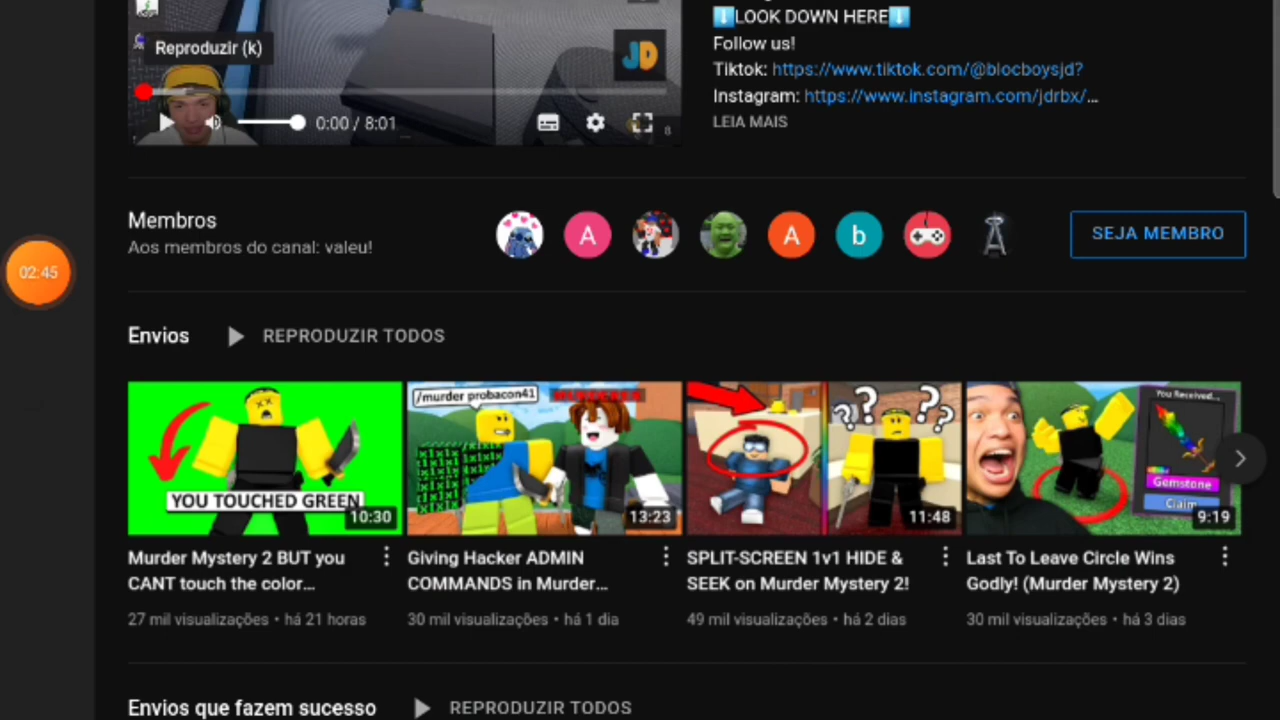 ⬇️LOOK DOWN HERE⬇️
Reproduzir (k)
Follow us!
JD
Tiktok: https://www.tiktok.com/@blocboysjd?
Instagram: https://www.instagram.com/jdrbx/...
0:00 / 8:01
8
LEIA MAIS
Membros
Aos membros do canal: valeu!
A
A
b
SEJA MEMBRO
02:45
Envios
REPRODUZIR TODOS
YOU TOUCHED GREEN
10:30
/murder probacon41
13:23
?? ??
11:48
You Received...
Gemstone
Claim
9:19
Murder Mystery 2 BUT you
CANT touch the color...
27 mil visualizações • há 21 horas
Giving Hacker ADMIN
COMMANDS in Murder...
30 mil visualizações • há 1 dia
SPLIT-SCREEN 1v1 HIDE &
SEEK on Murder Mystery 2!
49 mil visualizações • há 2 dias
Last To Leave Circle Wins
Godly! (Murder Mystery 2)
30 mil visualizações • há 3 dias
Envios que fazem sucesso
REPRODUZIR TODOS